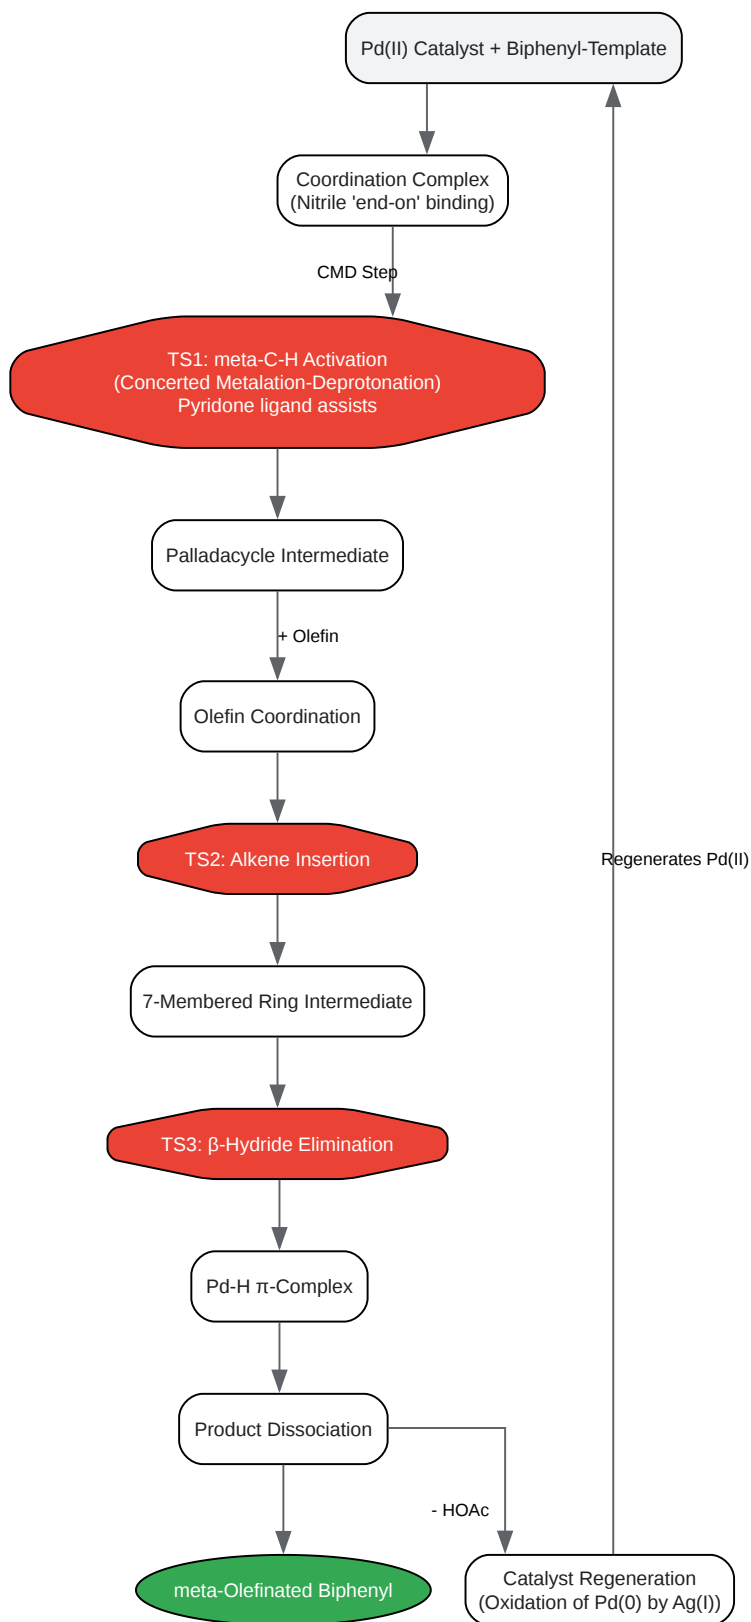 Pd(II) Catalyst + Biphenyl-Template
Coordination Complex
(Nitrile 'end-on' binding)
CMD Step
TS1: meta-C-H Activation
(Concerted Metalation-Deprotonation)
Pyridone ligand assists
Palladacycle Intermediate
+ Olefin
Olefin Coordination
TS2: Alkene Insertion
Regenerates Pd(II)
7-Membered Ring Intermediate
TS3: β-Hydride Elimination
Pd-H π-Complex
Product Dissociation
- HOAc
meta-Olefinated Biphenyl
Catalyst Regeneration
(Oxidation of Pd(0) by Ag(I))